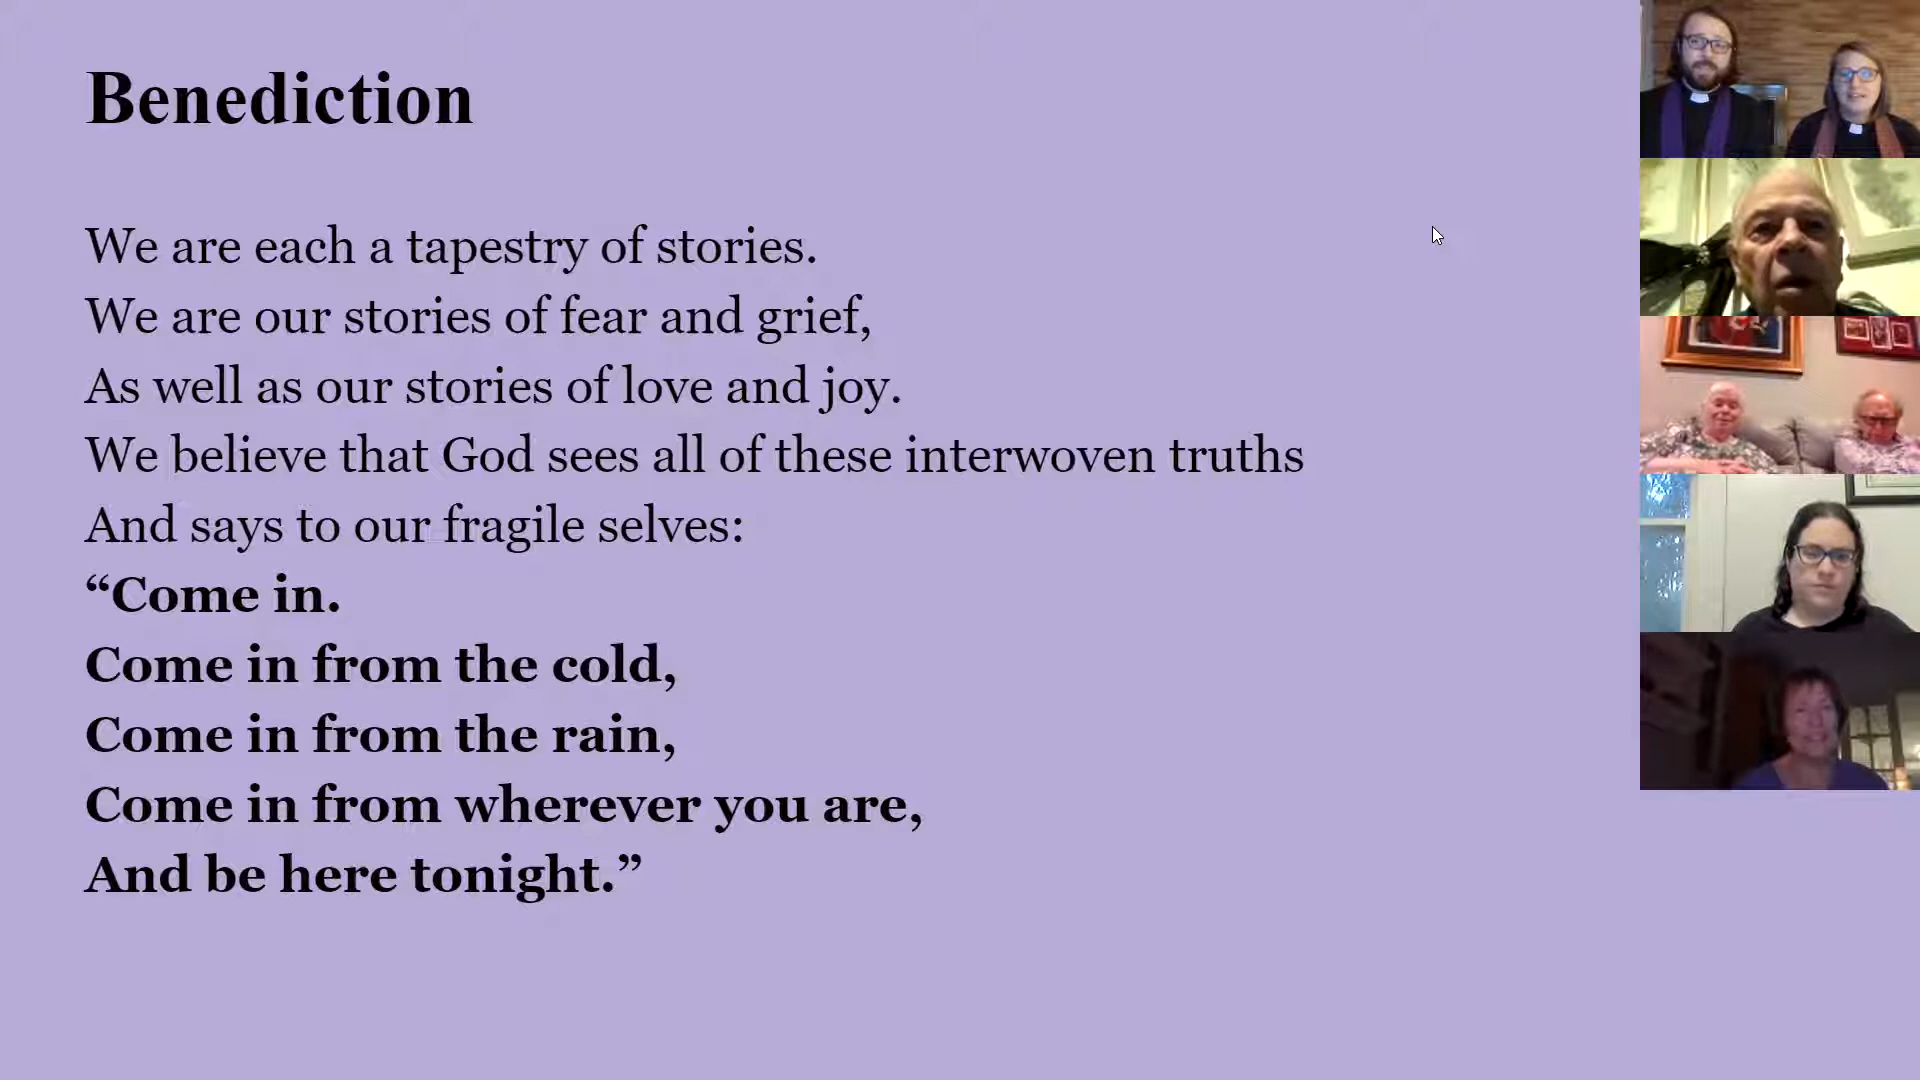 Benediction
We are each a tapestry of stories.
We are our stories of fear and grief,
As well as our stories of love and joy.
We believe that God sees all of these interwoven truths
And says to our fragile selves:
“Come in.
Come in from the cold,
Come in from the rain,
Come in from wherever you are,
And be here tonight.”